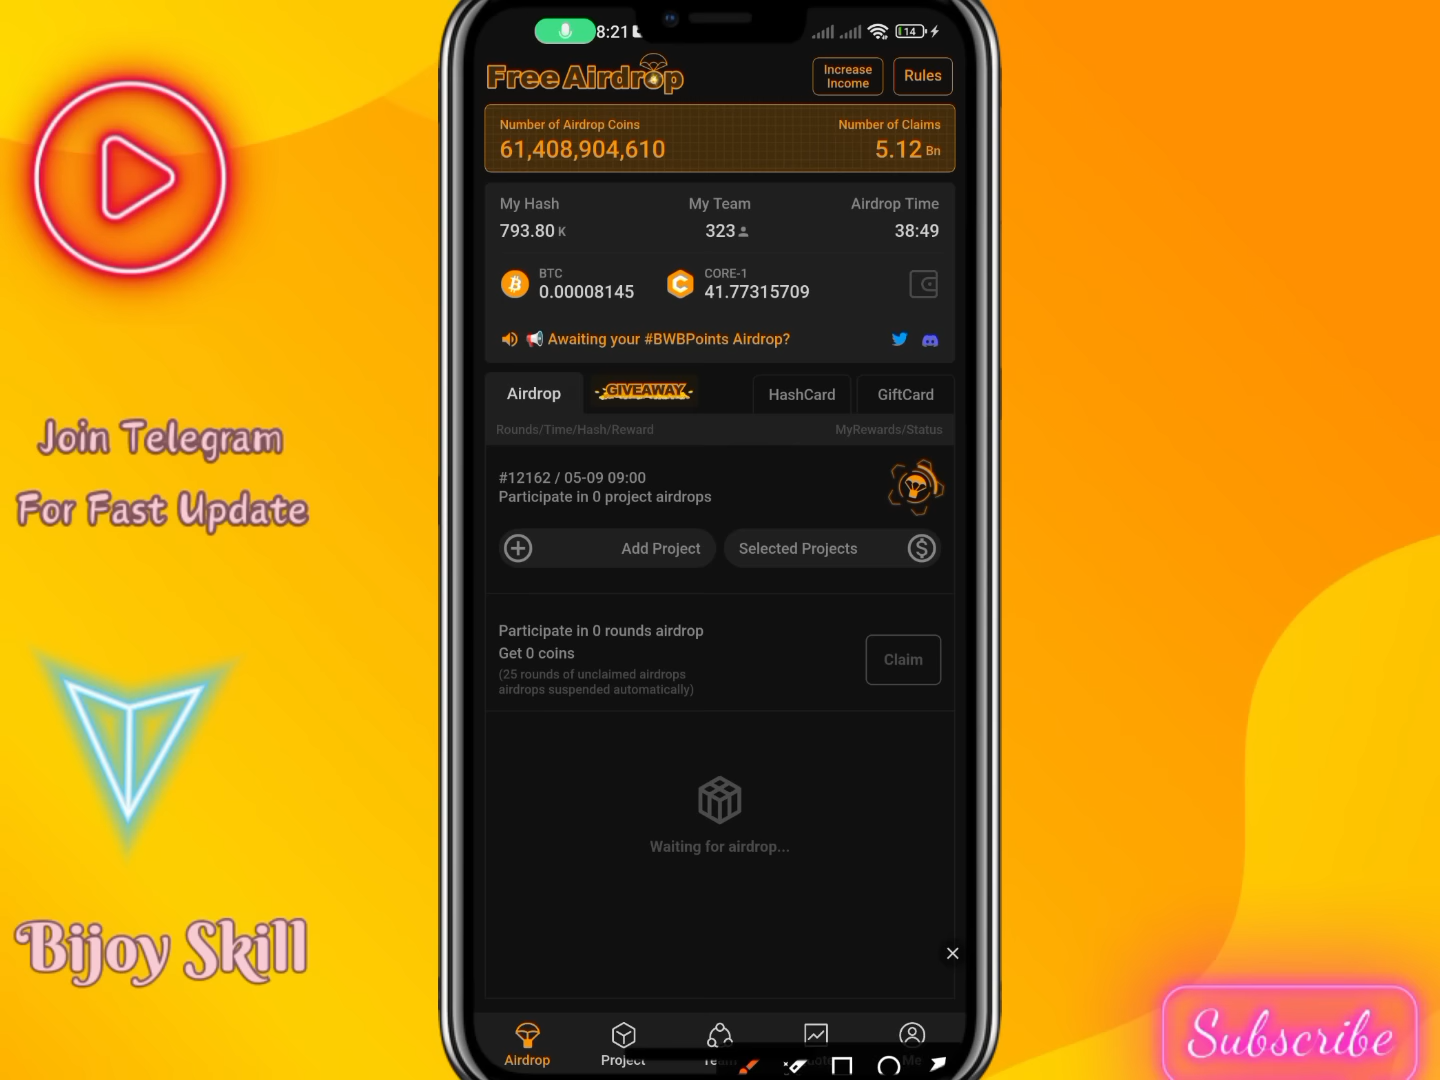 8:21
14
Free Airdrop
Increase
Income
Rules
Number of Airdrop Coins
Number of Claims
61,408,904,610
5.12 Bn
My Hash
My Team
Airdrop Time
793.80 K
323
38:49
BTC
0.00008145
CORE-1
41.77315709
Awaiting your #BWBPoints Airdrop?
Airdrop
GIVEAWAY
HashCard
GiftCard
Rounds/Time/Hash/Reward
MyRewards/Status
#12162 / 05-09 09:00
Participate in 0 project airdrops
Add Project
Selected Projects
Participate in 0 rounds airdrop
Get 0 coins
(25 rounds of unclaimed airdrops
airdrops suspended automatically)
Claim
Waiting for airdrop...
Airdrop
Project
Me
Join Telegram
For Fast Update
Bijoy Skill
Subscribe